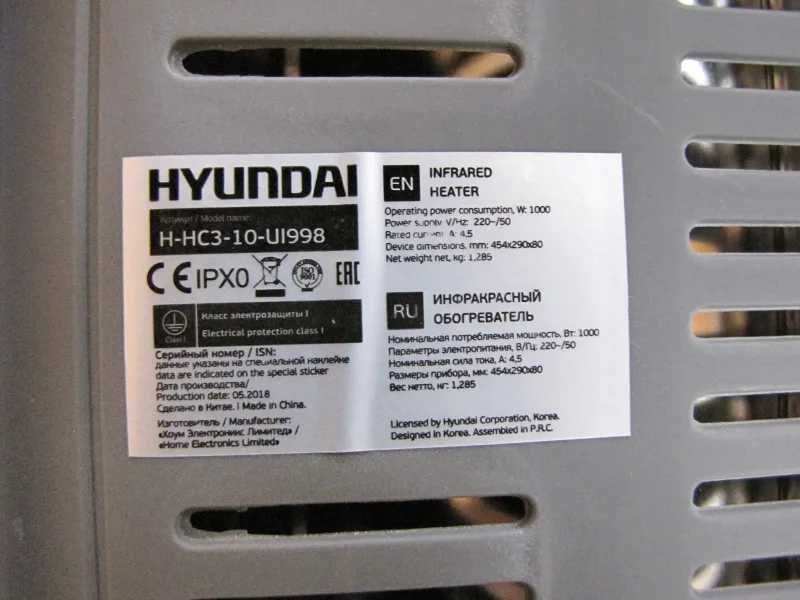 HYUNDAI
Артикул / Model name:
H-HC3-10-UI998
CE IPX0 ISO 9001 EAC
Class I
Класс электрозащиты I
Electrical protection class I
Серийный номер / ISN:
данные указаны на специальной наклейке
data are indicated on the special sticker
Дата производства/
Production date: 05.2018
Сделано в Китае. I Made in China.
Изготовитель / Manufacturer:
«Хоум Электроникс Лимитед» /
«Home Electronics Limited»
EN INFRARED
HEATER
Operating power consumption, W: 1000
Power supply V/Hz: 220~/50
Rated current A: 4,5
Device dimensions, mm: 454x290x80
Net weight net, kg: 1,285
RU ИНФРАКРАСНЫЙ
ОБОГРЕВАТЕЛЬ
Номинальная потребляемая мощность, Вт: 1000
Параметры электропитания, В/Гц: 220~/50
Номинальная сила тока, А: 4,5
Размеры прибора, мм: 454x290x80
Вес нетто, кг: 1,285
Licensed by Hyundai Corporation, Korea.
Designed in Korea. Assembled in P.R.C.